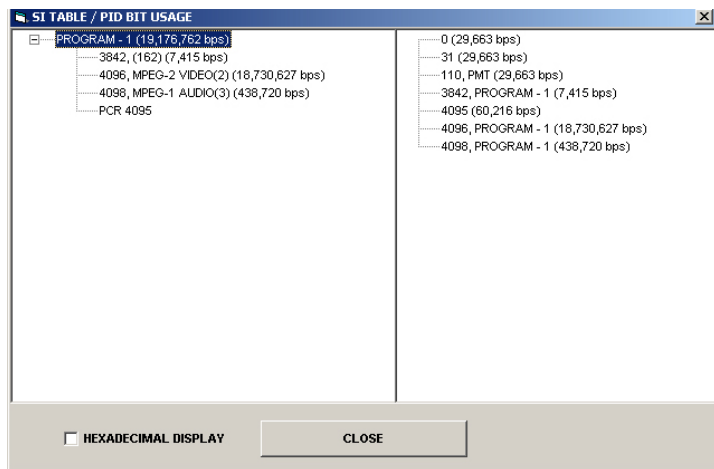 SI TABLE / PID BIT USAGE
PROGRAM - 1 (19,176,762 bps)
3842, (162) (7,415 bps)
4096, MPEG-2 VIDEO(2) (18,730,627 bps)
4098, MPEG-1 AUDIO(3) (438,720 bps)
PCR 4095
0 (29,663 bps)
31 (29,663 bps)
110, PMT (29,663 bps)
3842, PROGRAM - 1 (7,415 bps)
4095 (60,216 bps)
4096, PROGRAM - 1 (18,730,627 bps)
4098, PROGRAM - 1 (438,720 bps)
HEXADECIMAL DISPLAY
CLOSE